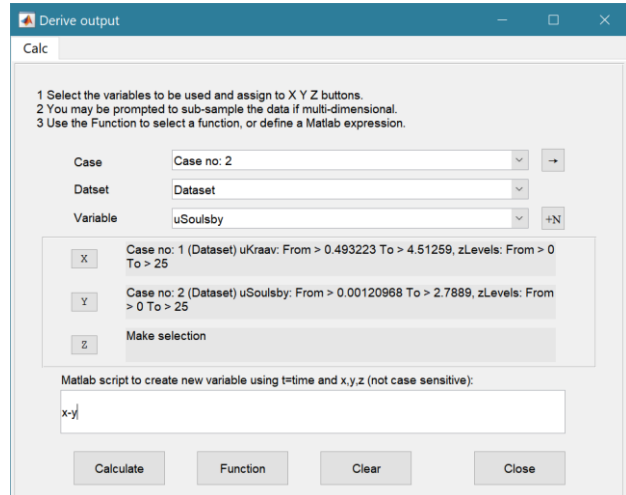 Derive output
Calc
1 Select the variables to be used and assign to X Y Z buttons.
2 You may be prompted to sub-sample the data if multi-dimensional.
3 Use the Function to select a function, or define a Matlab expression.
Case Case no: 2 →
Datset Dataset
Variable uSoulsby +N
X Case no: 1 (Dataset) uKraav: From > 0.493223 To > 4.51259, zLevels: From > 0
To > 25
Y Case no: 2 (Dataset) uSoulsby: From > 0.00120968 To > 2.7889, zLevels: From
> 0 To > 25
Z Make selection
Matlab script to create new variable using t=time and x,y,z (not case sensitive):
x-y
Calculate Function Clear Close